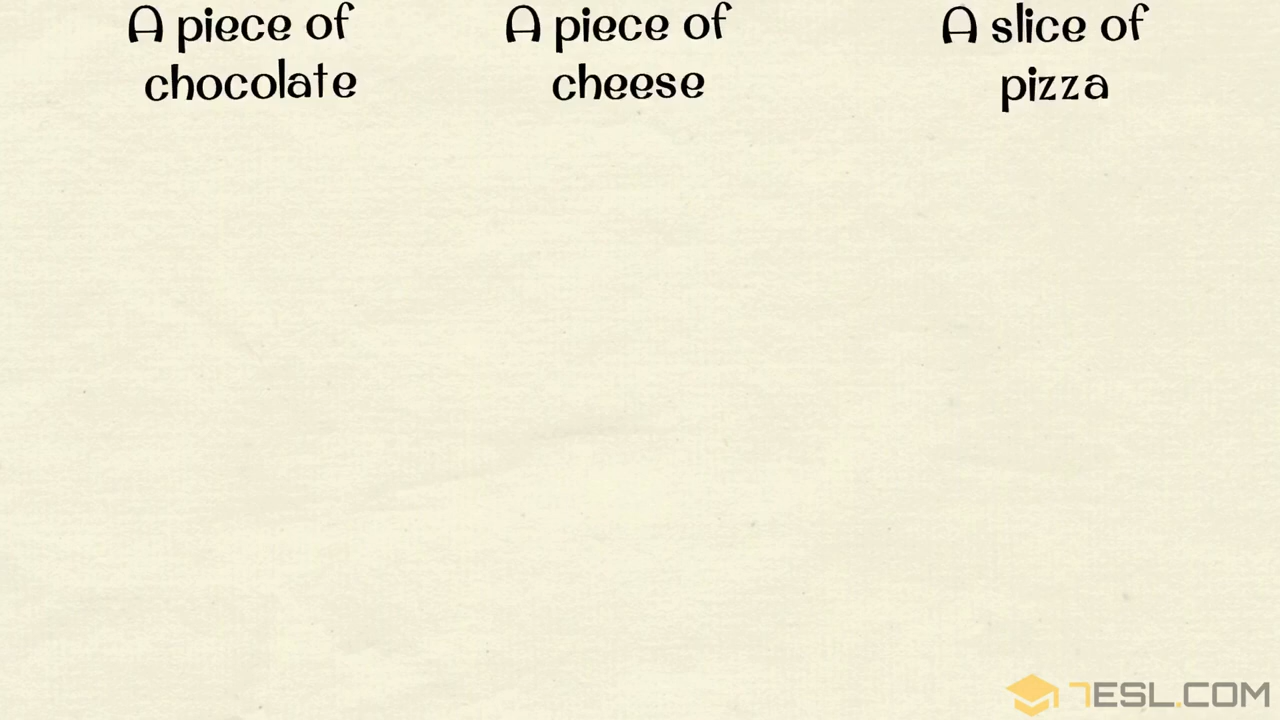 A piece of
chocolate
A piece of
cheese
A slice of
pizza
7ESL.COM